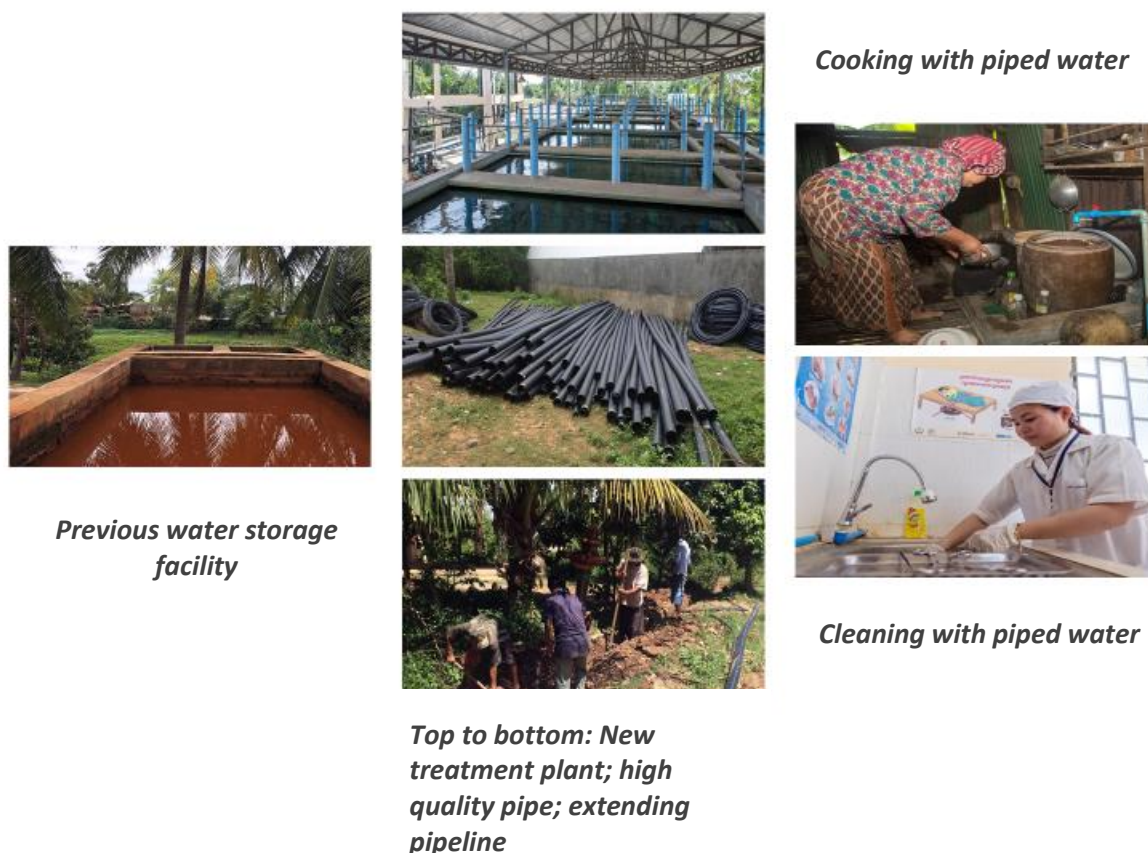 Cooking with piped water
Previous water storage
facility
Cleaning with piped water
Top to bottom: New
treatment plant; high
quality pipe; extending
pipeline